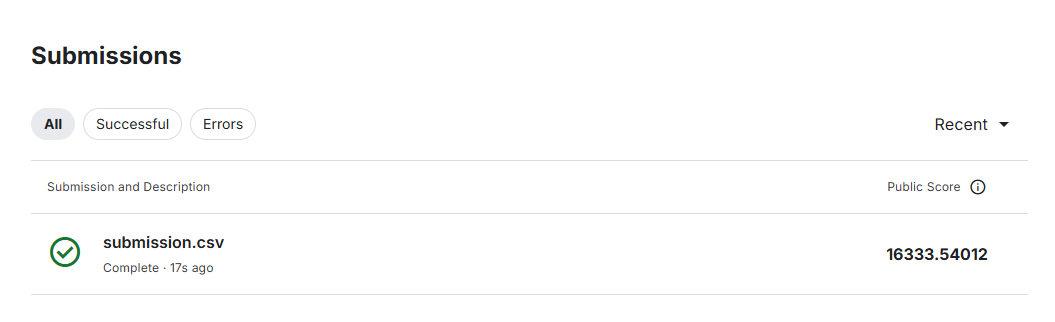 Submissions
All Successful Errors Recent
Submission and Description Public Score
submission.csv
Complete · 17s ago
16333.54012